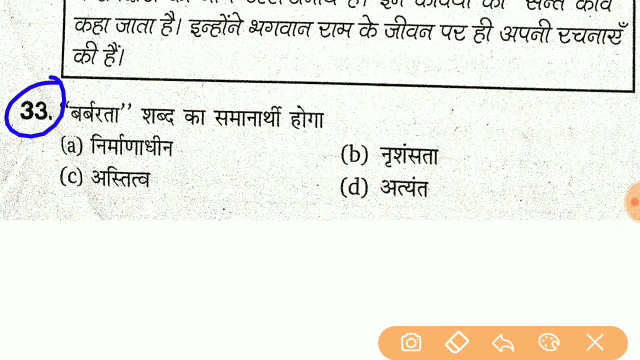 कहा जाता है। इन्होंने भगवान राम के जीवन पर ही अपनी रचनाएँ
की हैं।
33. "बर्बरता" शब्द का समानार्थी होगा
(a) निर्माणाधीन
(b) नृशंसता
(c) अस्तित्व
(d) अत्यंत